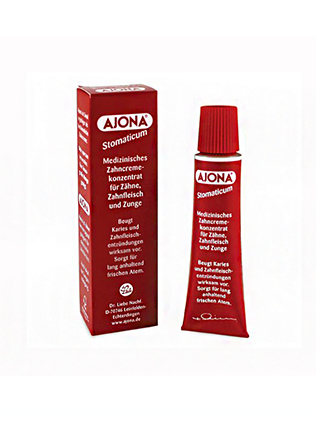 AJONA®
Stomaticum
Medizinisches
Zahncreme-
konzentrat
für Zähne,
Zahnfleisch
und Zunge
Beugt
Karies und
Zahnfleisch-
entzündungen
wirksam vor.
Sorgt für
lang anhaltend
frischen Atem.
Dr. Liebe Nachf.
D-70746 Leinfelden-
Echterdingen
www.ajona.de
AJONA
AJONA®
Stomaticum
Medizinisches
Zahncreme-
konzentrat
für Zähne,
Zahnfleisch
und Zunge
Beugt Karies
und Zahnfleisch-
entzündungen
wirksam vor.
Sorgt für lang
anhaltend
frischen Atem.